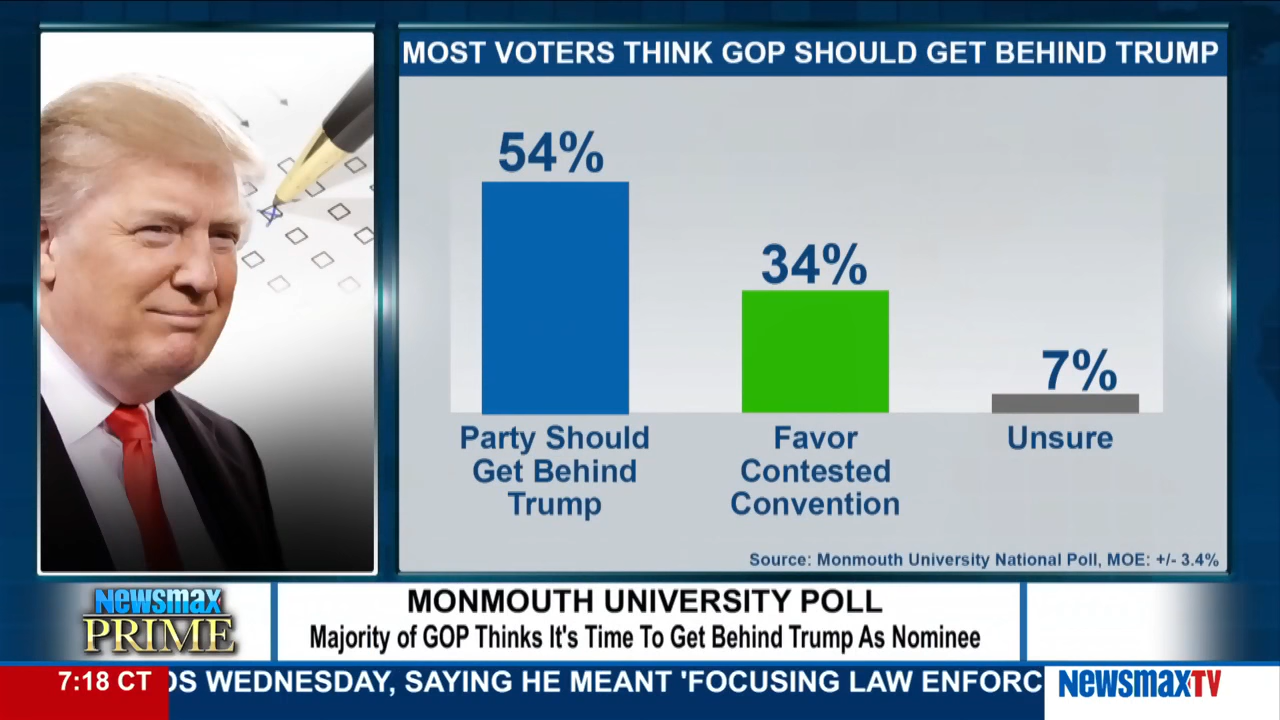 MOST VOTERS THINK GOP SHOULD GET BEHIND TRUMP
54%
34%
7%
Party Should
Get Behind
Trump
Favor
Contested
Convention
Unsure
Source: Monmouth University National Poll, MOE: +/- 3.4%
NEWSMAX
PRIME
MONMOUTH UNIVERSITY POLL
Majority of GOP Thinks It's Time To Get Behind Trump As Nominee
7:18 CT
WEDNESDAY, SAYING HE MEANT 'FOCUSING LAW
NEWSMAXTV